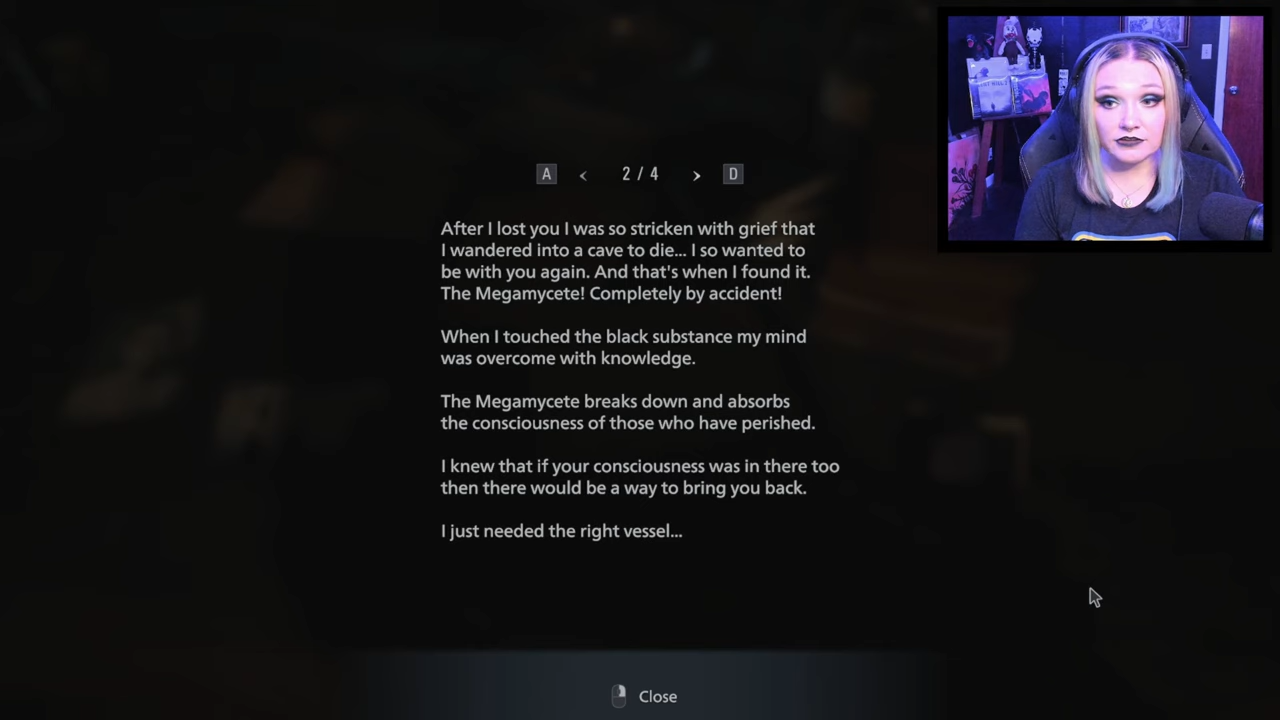 A < 2 / 4 > D
After I lost you I was so stricken with grief that
I wandered into a cave to die... I so wanted to
be with you again. And that's when I found it.
The Megamycete! Completely by accident!
When I touched the black substance my mind
was overcome with knowledge.
The Megamycete breaks down and absorbs
the consciousness of those who have perished.
I knew that if your consciousness was in there too
then there would be a way to bring you back.
I just needed the right vessel...
Close